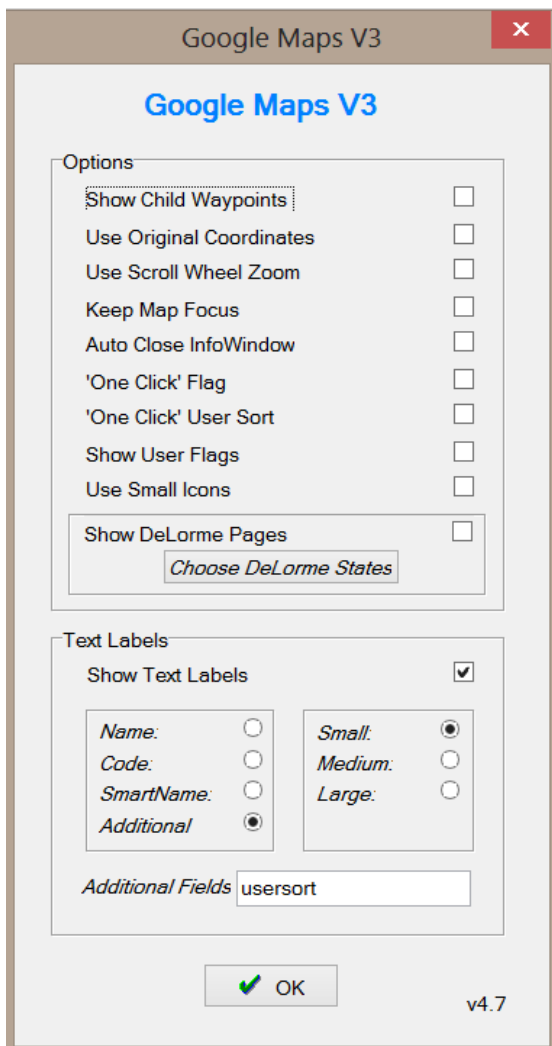 Google Maps V3
Google Maps V3
Options
Show Child Waypoints
Use Original Coordinates
Use Scroll Wheel Zoom
Keep Map Focus
Auto Close InfoWindow
'One Click' Flag
'One Click' User Sort
Show User Flags
Use Small Icons
Show DeLorme Pages
Choose DeLorme States
Text Labels
Show Text Labels
Name:
Code:
SmartName:
Additional
Small:
Medium:
Large:
Additional Fields usersort
OK
v4.7